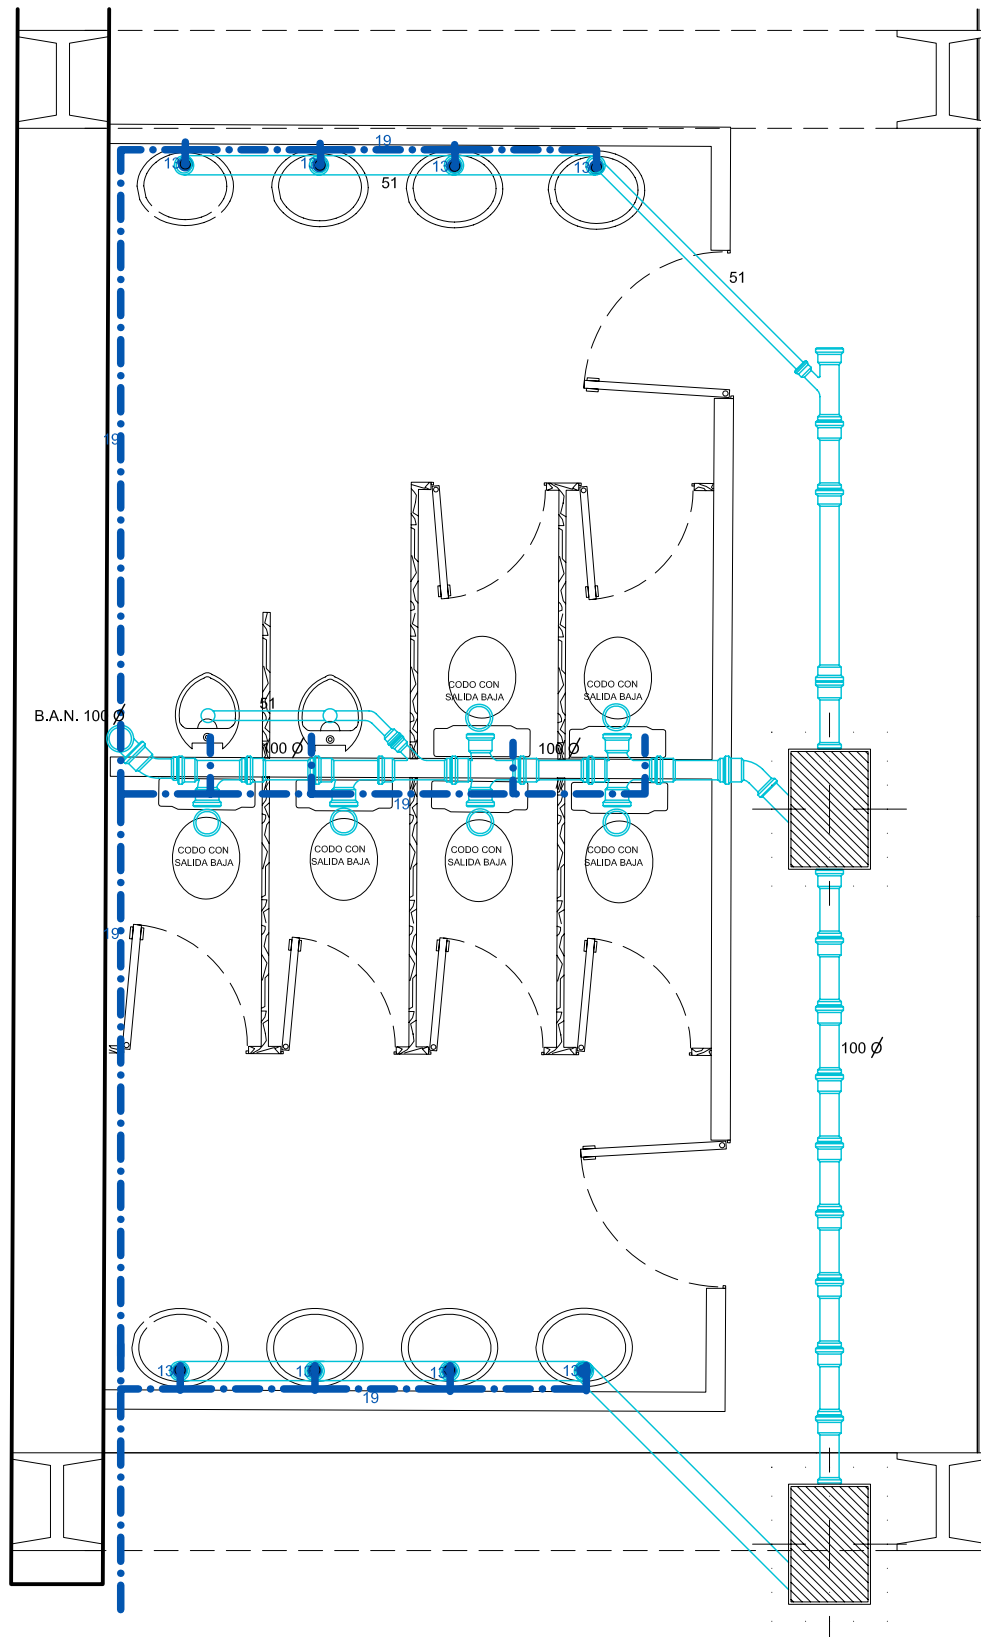 19
13
13
13
13
51
51
19
CODO CON
SALIDA BAJA
CODO CON
SALIDA BAJA
51
B.A.N. 100 Ø
100 Ø
100 Ø
19
CODO CON
SALIDA BAJA
CODO CON
SALIDA BAJA
CODO CON
SALIDA BAJA
CODO CON
SALIDA BAJA
19
100 Ø
13
13
13
13
19